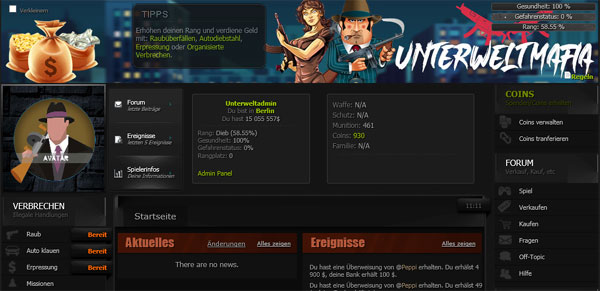 Verkleinern
TIPPS
Erhöhen deinen Rang und verdiene Geld
mit: Raubüberfällen, Autodiebstahl,
Erpressung oder Organisierte
Verbrechen.
UNTERWELTMAFIA
Gesundheit: 100 %
Gefahrenstatus: 0 %
Rang: 58.55 %
Regeln
AVATAR
VERBRECHEN
Illegale Handlungen
Raub
Bereit
Auto klauen
Bereit
Erpressung
Bereit
Missionen
Forum
letzte Beiträge
Ereignisse
letzten 5 Ereignisse
Spielerinfos
Deine Informationen
Unterweltadmin
Du bist in Berlin
Du hast 15 055 557$
Rang: Dieb (58.55%)
Gesundheit: 100%
Gefahrenstatus: 0%
Rangplatz: 0
Admin Panel
Waffe: N/A
Schutz: N/A
Munition: 461
Coins: 930
Familie: N/A
11:11
Startseite
Aktuelles
Änderungen
Alles zeigen
There are no news.
Ereignisse
Alles zeigen
Du hast eine Überweisung von @Peppi erhalten. Du erhälst 4
900 $, deine Bank erhält 100 $.
Du hast eine Überweisung von @Peppi erhalten. Du erhälst 49
COINS
Spenden/Coins erhalten
Coins verwalten
Coins tranferieren
FORUM
Verkauf, Kauf, etc
Spiel
Verkaufen
Kaufen
Fragen
Off-Topic
Hilfe